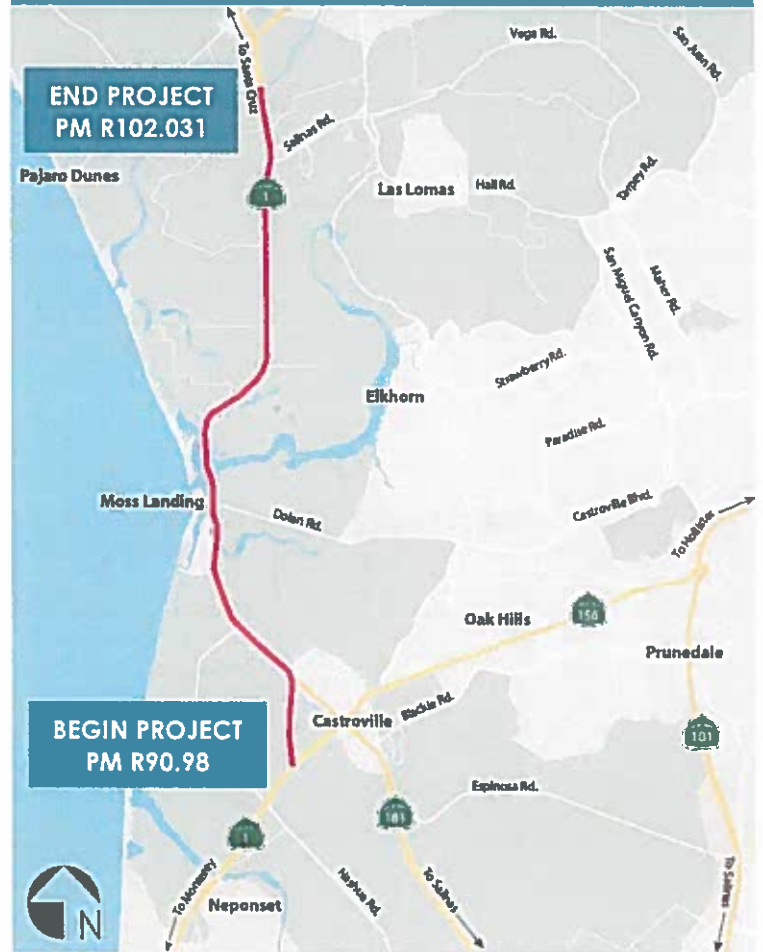 To Santa Cruz
Vega Rd.
San Juan Rd.
END PROJECT
PM R102.031
Salinas Rd.
Pajaro Dunes
1
Las Lomas
Hall Rd.
Tarpey Rd.
San Miguel Canyon Rd.
Maher Rd.
Strawberry Rd.
Elkhorn
Paradise Rd.
Moss Landing
Dolan Rd.
Castroville Blvd.
To Hollister
Oak Hills
156
Prunedale
BEGIN PROJECT
PM R90.98
Castroville
Blackie Rd.
101
Espinosa Rd.
1
183
To Monterey
Neponset
Nashua Rd.
To Salinas
To Salinas
N